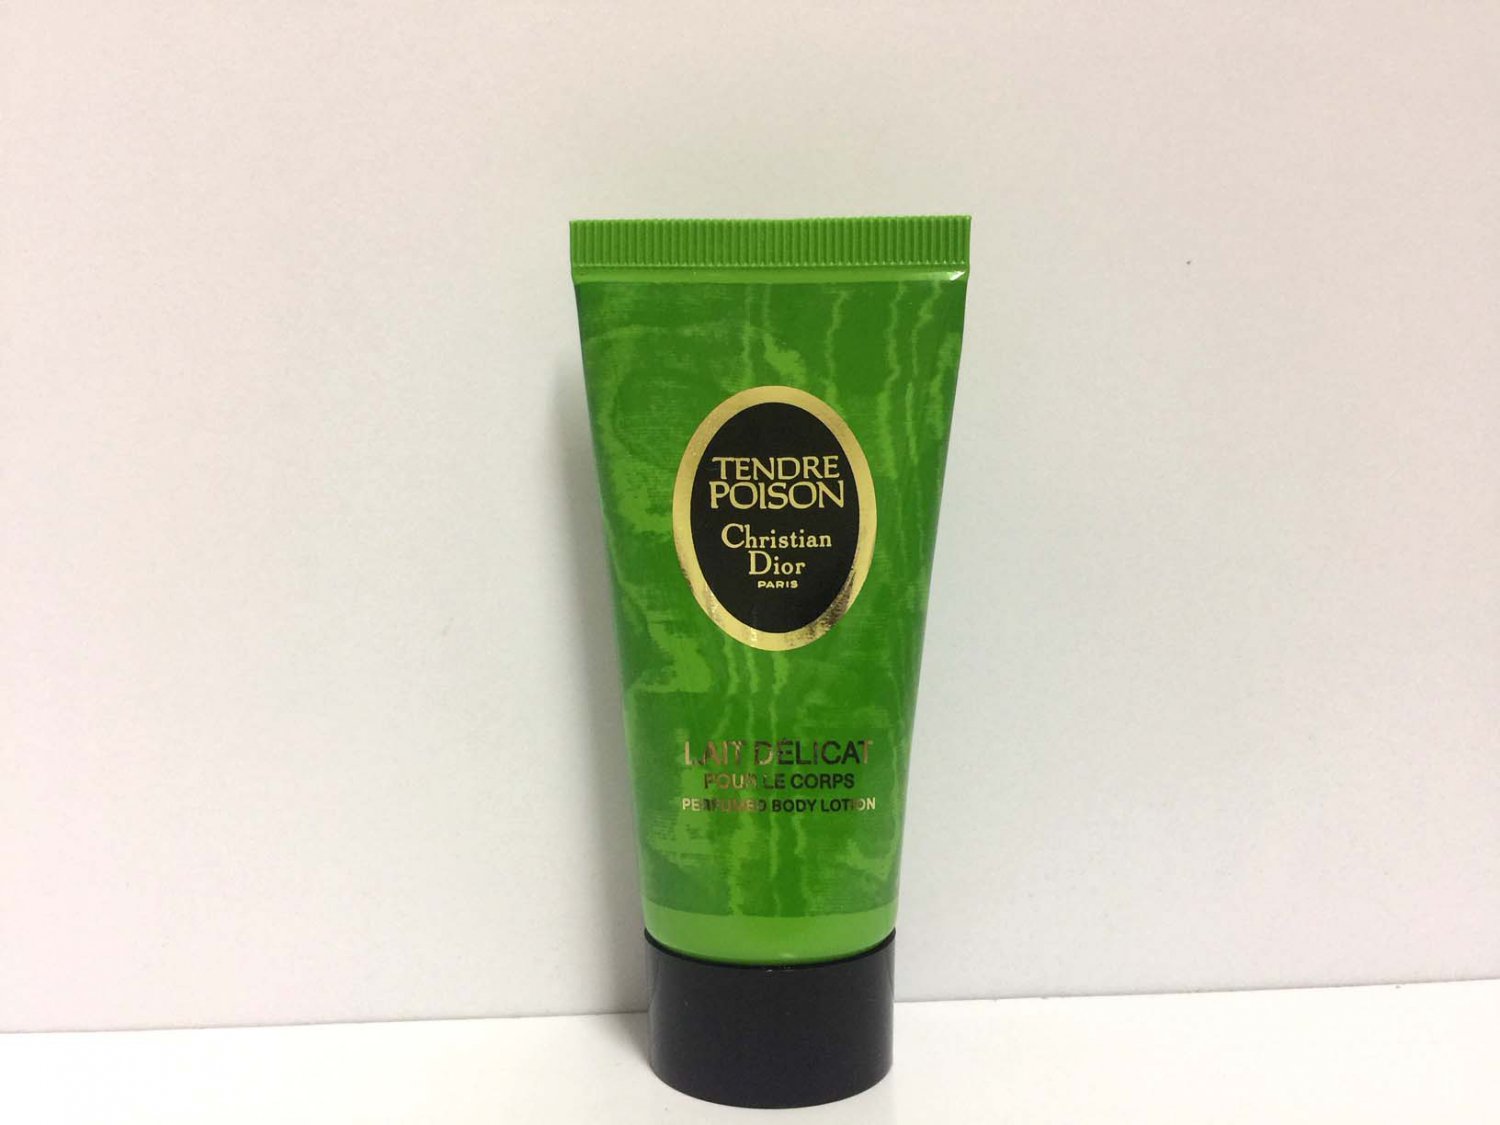 TENDRE
POISON
Christian
Dior
PARIS
LAIT DÉLICAT
POUR LE CORPS
PERFUMED BODY LOTION